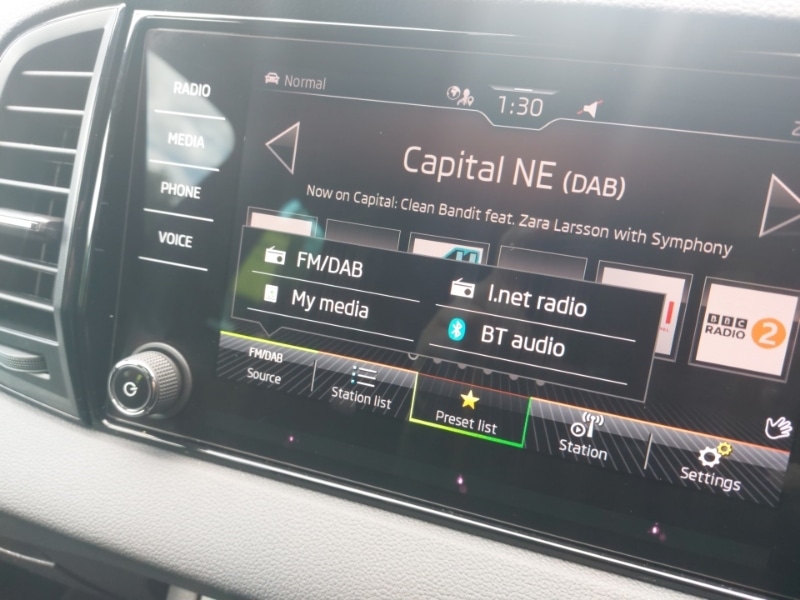 RADIO
MEDIA
PHONE
VOICE
Normal
1:30
Capital NE (DAB)
Now on Capital: Clean Bandit feat. Zara Larsson with Symphony
FM/DAB
My media
I.net radio
BT audio
BBC
RADIO 2
FM/DAB
Source
Station list
Preset list
Station
Settings